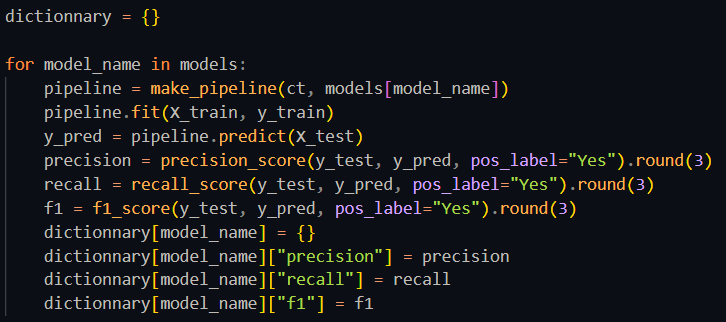 dictionnary = {}
for model_name in models:
pipeline = make_pipeline(ct, models[model_name])
pipeline.fit(X_train, y_train)
y_pred = pipeline.predict(X_test)
precision = precision_score(y_test, y_pred, pos_label="Yes").round(3)
recall = recall_score(y_test, y_pred, pos_label="Yes").round(3)
f1 = f1_score(y_test, y_pred, pos_label="Yes").round(3)
dictionnary[model_name] = {}
dictionnary[model_name]["precision"] = precision
dictionnary[model_name]["recall"] = recall
dictionnary[model_name]["f1"] = f1